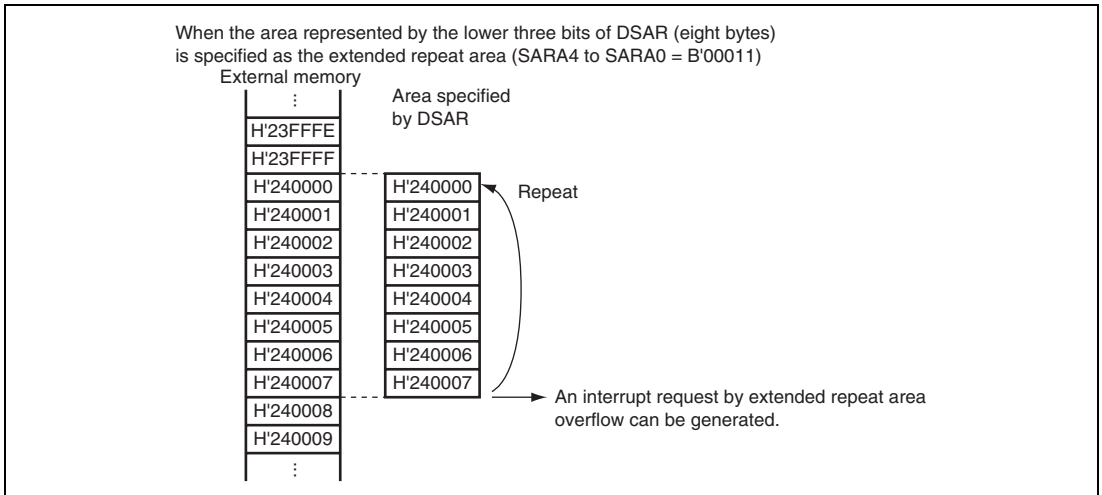 When the area represented by the lower three bits of DSAR (eight bytes)
is specified as the extended repeat area (SARA4 to SARA0 = B'00011)
External memory
⋮
Area specified
by DSAR
H'23FFFE
H'23FFFF
H'240000
H'240001
H'240002
H'240003
H'240004
H'240005
H'240006
H'240007
H'240008
H'240009
⋮
H'240000
H'240001
H'240002
H'240003
H'240004
H'240005
H'240006
H'240007
Repeat
An interrupt request by extended repeat area
overflow can be generated.